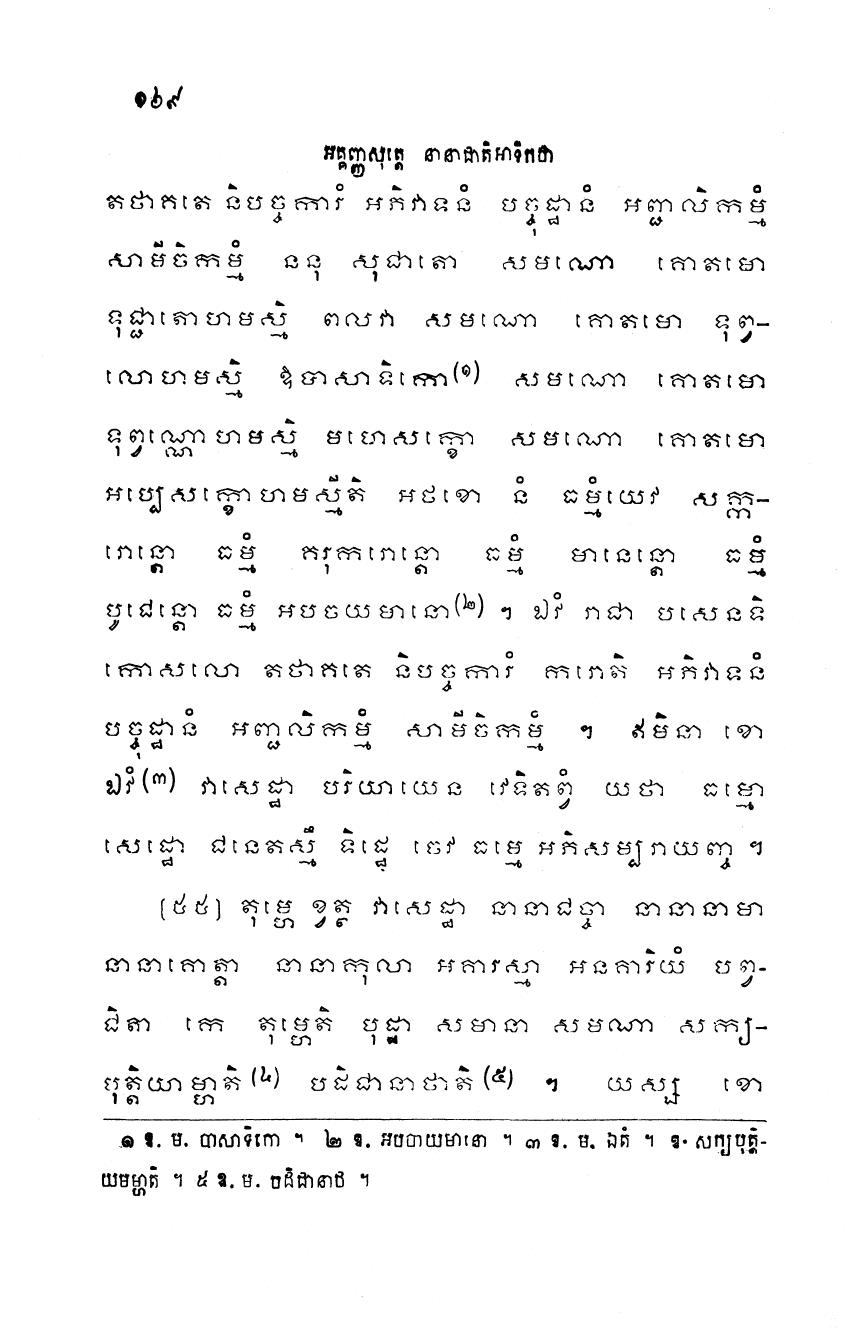 ១៦៩
អគ្គញ្ញសុត្តេ នានាជាតិអាទិកថា
តថាគតេ និបច្ចការំ អភិវាទនំ បច្ចុដ្ឋានំ អញ្ជាលិកម្មំ
សាមីចិកម្មំ ននុ សុជាតោ សមណោ គោតមោ
ទុជ្ជាតោហមស្មិ ពលវា សមណោ គោតមោ ទុព្វ-
លោហមស្មិ ឱបាសាទិកោ(១) សមណោ គោតមោ
ទុព្វណ្ណោហមស្មិ មហេសក្ខោ សមណោ គោតមោ
អប្បេសក្ខោហមស្មីតិ អថខោ នំ ធម្មំយេវ សក្ក-
រោន្តោ ធម្មំ គរុករោន្តោ ធម្មំ មានេន្តោ ធម្មំ
បូជេន្តោ ធម្មំ អបចយមានោ(២) ។ ឯវំ រាជា បសេនទិ
កោសលោ តថាគតេ និបច្ចការំ ករោតិ អភិវាទនំ
បច្ចុដ្ឋានំ អញ្ជលិកម្មំ សាមីចិកម្មំ ។ ឥមិនា ខោ
ឯវំ(៣) វាសេដ្ឋា បរិយាយេន វេទិតព្វំ យថា ធម្មោ
សេដ្ឋោ ជនេតស្មឹ ទិដ្ឋេ ចេវ ធម្មេ អភិសម្បរាយញ្ច ។
[៥៥] តុម្ហេ ខ្វត្ថ វាសេដ្ឋា នានាជច្ចា នានានាមា
នានាគោត្តា នានាកុលា អគារស្មា អនគារិយំ បព្វ-
ជិតា កេ តុម្ហេតិ បុដ្ឋា សមានា សមណា សក្យ-
បុត្តិយាម្ហាតិ(៤) បដិជានាថាតិ(៥) ។ យស្ស ខោ
១ ឱ. ម. បាសាទិកោ ។ ២ ឱ. អបបាយមានោ ។ ៣ ឱ. ម. ឯតំ ។ ឱ. សក្យបុត្តិ-
យមម្ហាតិ ។ ៥ ឱ. ម. បដិជានាថ ។